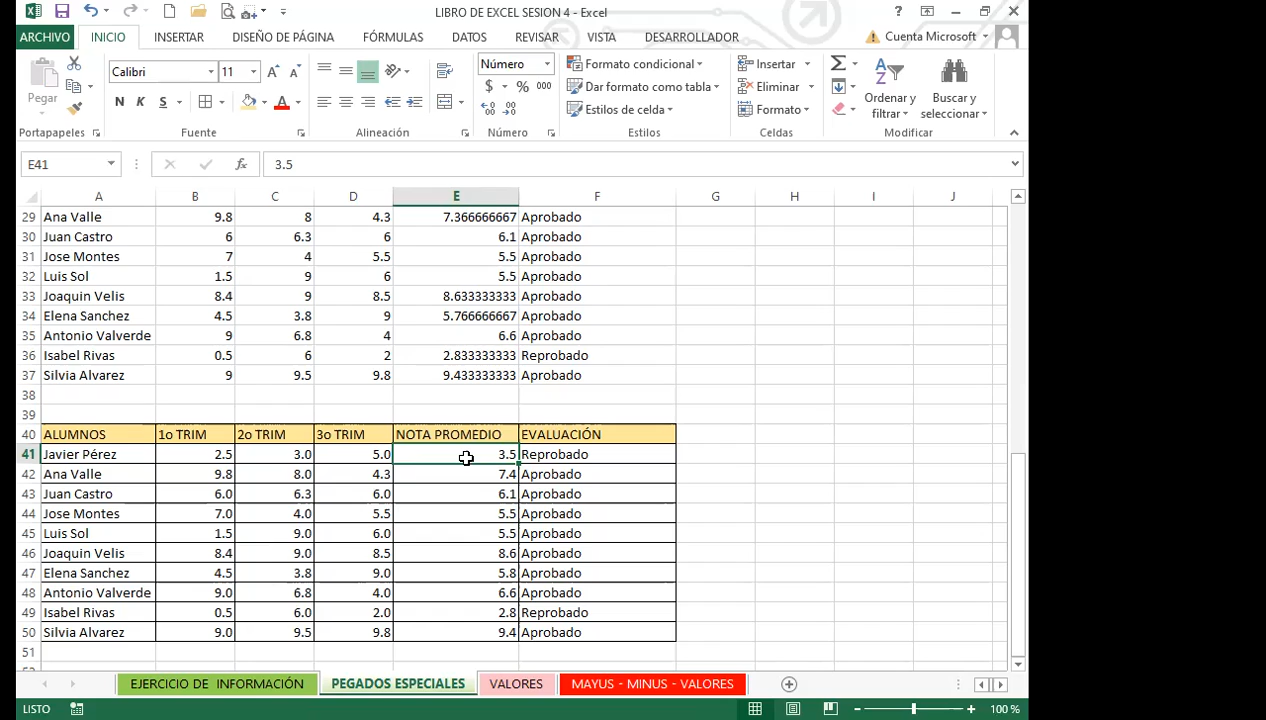 LIBRO DE EXCEL SESION 4 - Excel
ARCHIVO INICIO INSERTAR DISEÑO DE PÁGINA FÓRMULAS DATOS REVISAR VISTA DESARROLLADOR Cuenta Microsoft
Calibri 11 Número Formato condicional Insertar
Pegar N K S $ % 000 Dar formato como tabla Eliminar Ordenar y filtrar Buscar y seleccionar
Estilos de celda Formato
Portapapeles Fuente Alineación Número Estilos Celdas Modificar
E41 fx 3.5
A B C D E F G H I J
29 Ana Valle 9.8 8 4.3 7.366666667 Aprobado
30 Juan Castro 6 6.3 6 6.1 Aprobado
31 Jose Montes 7 4 5.5 5.5 Aprobado
32 Luis Sol 1.5 9 6 5.5 Aprobado
33 Joaquin Velis 8.4 9 8.5 8.633333333 Aprobado
34 Elena Sanchez 4.5 3.8 9 5.766666667 Aprobado
35 Antonio Valverde 9 6.8 4 6.6 Aprobado
36 Isabel Rivas 0.5 6 2 2.833333333 Reprobado
37 Silvia Alvarez 9 9.5 9.8 9.433333333 Aprobado
38
39
40 ALUMNOS 1o TRIM 2o TRIM 3o TRIM NOTA PROMEDIO EVALUACIÓN
41 Javier Pérez 2.5 3.0 5.0 3.5 Reprobado
42 Ana Valle 9.8 8.0 4.3 7.4 Aprobado
43 Juan Castro 6.0 6.3 6.0 6.1 Aprobado
44 Jose Montes 7.0 4.0 5.5 5.5 Aprobado
45 Luis Sol 1.5 9.0 6.0 5.5 Aprobado
46 Joaquin Velis 8.4 9.0 8.5 8.6 Aprobado
47 Elena Sanchez 4.5 3.8 9.0 5.8 Aprobado
48 Antonio Valverde 9.0 6.8 4.0 6.6 Aprobado
49 Isabel Rivas 0.5 6.0 2.0 2.8 Reprobado
50 Silvia Alvarez 9.0 9.5 9.8 9.4 Aprobado
51
EJERCICIO DE INFORMACIÓN PEGADOS ESPECIALES VALORES MAYUS - MINUS - VALORES
LISTO 100 %